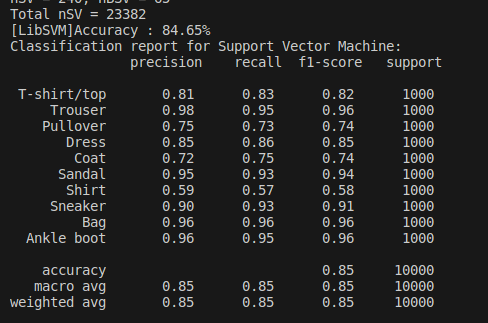 Total nSV = 23382
[LibSVM]Accuracy : 84.65%
Classification report for Support Vector Machine:
precision recall f1-score support
T-shirt/top 0.81 0.83 0.82 1000
Trouser 0.98 0.95 0.96 1000
Pullover 0.75 0.73 0.74 1000
Dress 0.85 0.86 0.85 1000
Coat 0.72 0.75 0.74 1000
Sandal 0.95 0.93 0.94 1000
Shirt 0.59 0.57 0.58 1000
Sneaker 0.90 0.93 0.91 1000
Bag 0.96 0.96 0.96 1000
Ankle boot 0.96 0.95 0.96 1000
accuracy 0.85 10000
macro avg 0.85 0.85 0.85 10000
weighted avg 0.85 0.85 0.85 10000